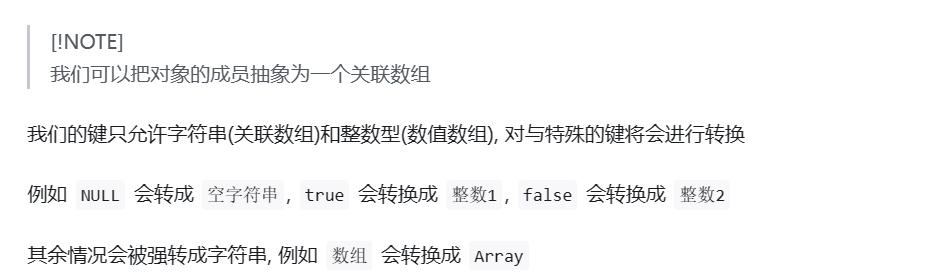 [!NOTE]
我们可以把对象的成员抽象为一个关联数组
我们的键只允许字符串(关联数组)和整数型(数值数组), 对与特殊的键将会进行转换
例如 NULL 会转成 空字符串, true 会转换成 整数1, false 会转换成 整数2
其余情况会被强转成字符串, 例如 数组 会转换成 Array